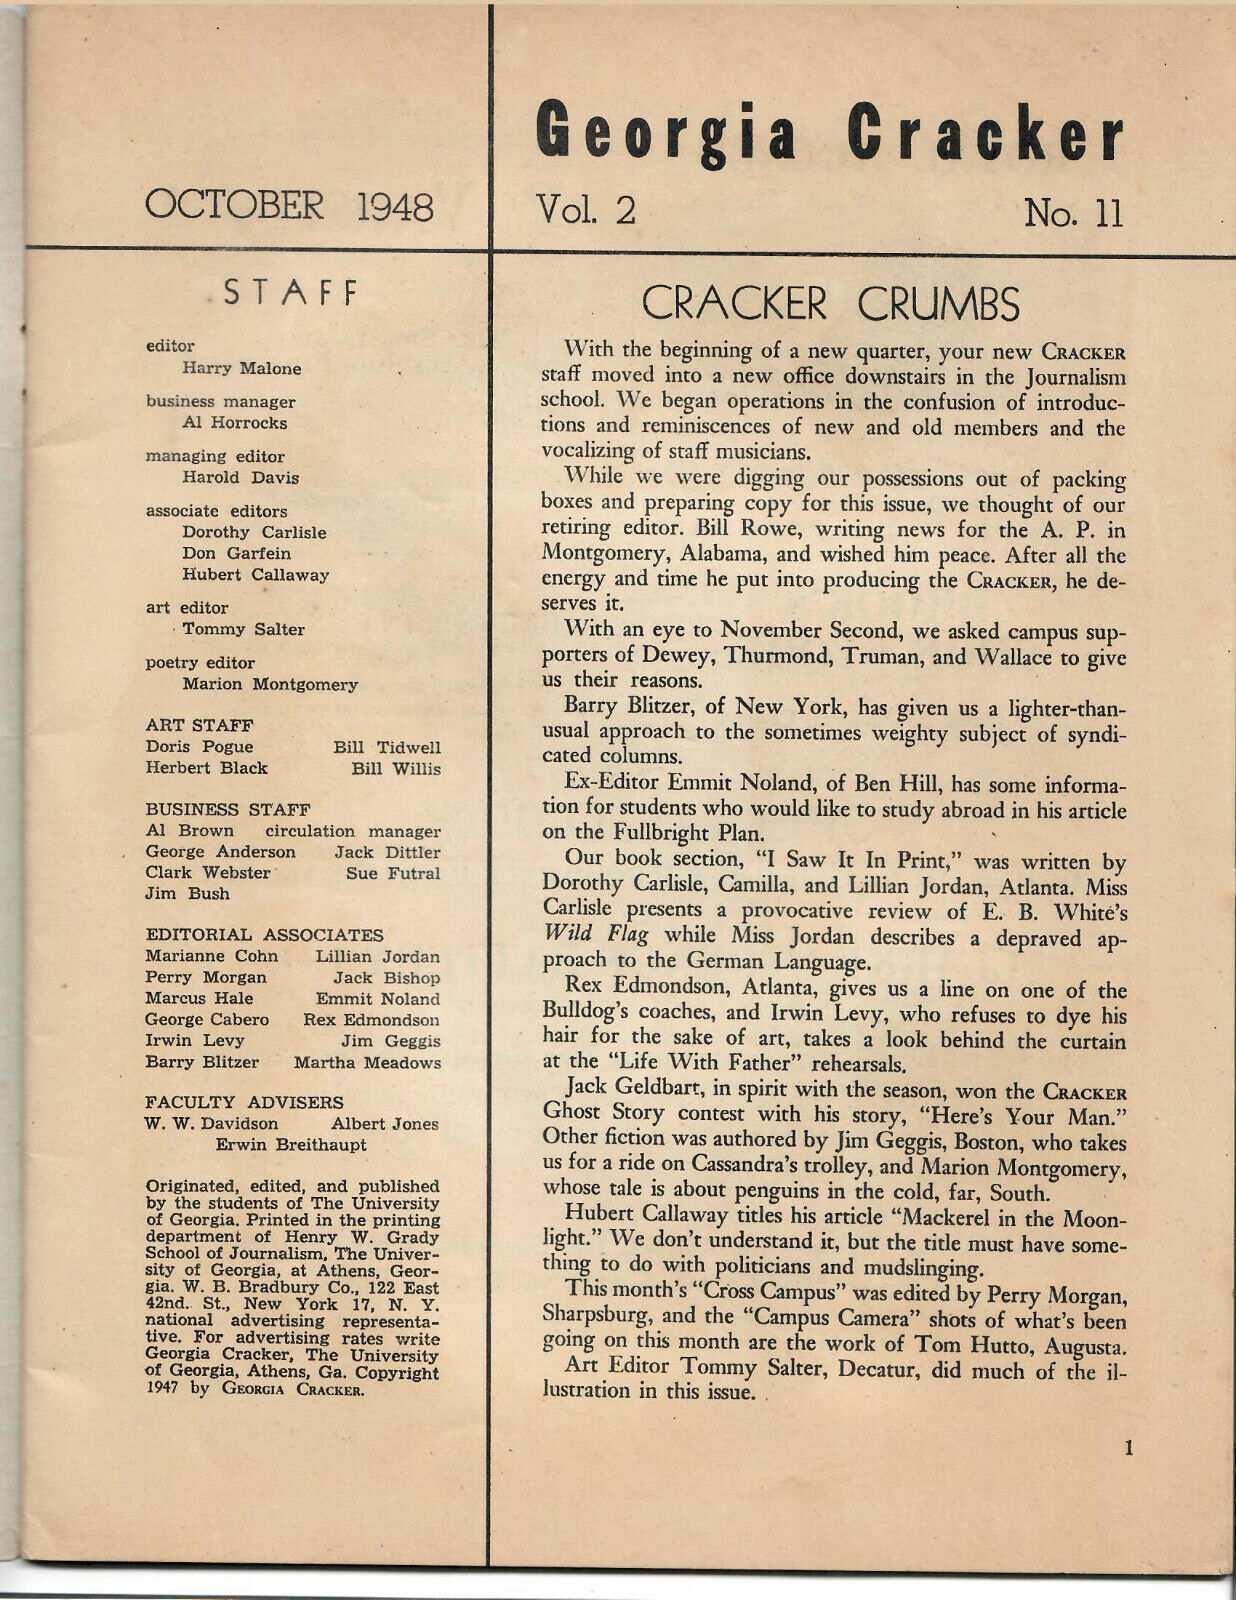 Georgia Cracker
OCTOBER 1948
Vol. 2 No. 11
STAFF
editor
Harry Malone
business manager
Al Horrocks
managing editor
Harold Davis
associate editors
Dorothy Carlisle
Don Garfein
Hubert Callaway
art editor
Tommy Salter
poetry editor
Marion Montgomery
ART STAFF
Doris Pogue Bill Tidwell
Herbert Black Bill Willis
BUSINESS STAFF
Al Brown circulation manager
George Anderson Jack Dittler
Clark Webster Sue Futral
Jim Bush
EDITORIAL ASSOCIATES
Marianne Cohn Lillian Jordan
Perry Morgan Jack Bishop
Marcus Hale Emmit Noland
George Cabero Rex Edmondson
Irwin Levy Jim Geggis
Barry Blitzer Martha Meadows
FACULTY ADVISERS
W. W. Davidson Albert Jones
Erwin Breithaupt
Originated, edited, and published
by the students of The University
of Georgia. Printed in the printing
department of Henry W. Grady
School of Journalism, The Univer-
sity of Georgia, at Athens, Geor-
gia. W. B. Bradbury Co., 122 East
42nd. St., New York 17, N. Y.
national advertising representa-
tive. For advertising rates write
Georgia Cracker, The University
of Georgia, Athens, Ga. Copyright
1947 by GEORGIA CRACKER.
CRACKER CRUMBS
With the beginning of a new quarter, your new CRACKER
staff moved into a new office downstairs in the Journalism
school. We began operations in the confusion of introduc-
tions and reminiscences of new and old members and the
vocalizing of staff musicians.
While we were digging our possessions out of packing
boxes and preparing copy for this issue, we thought of our
retiring editor. Bill Rowe, writing news for the A. P. in
Montgomery, Alabama, and wished him peace. After all the
energy and time he put into producing the CRACKER, he de-
serves it.
With an eye to November Second, we asked campus sup-
porters of Dewey, Thurmond, Truman, and Wallace to give
us their reasons.
Barry Blitzer, of New York, has given us a lighter-than-
usual approach to the sometimes weighty subject of syndi-
cated columns.
Ex-Editor Emmit Noland, of Ben Hill, has some informa-
tion for students who would like to study abroad in his article
on the Fullbright Plan.
Our book section, "I Saw It In Print," was written by
Dorothy Carlisle, Camilla, and Lillian Jordan, Atlanta. Miss
Carlisle presents a provocative review of E. B. White's
Wild Flag while Miss Jordan describes a depraved ap-
proach to the German Language.
Rex Edmondson, Atlanta, gives us a line on one of the
Bulldog's coaches, and Irwin Levy, who refuses to dye his
hair for the sake of art, takes a look behind the curtain
at the "Life With Father" rehearsals.
Jack Geldbart, in spirit with the season, won the CRACKER
Ghost Story contest with his story, "Here's Your Man."
Other fiction was authored by Jim Geggis, Boston, who takes
us for a ride on Cassandra's trolley, and Marion Montgomery,
whose tale is about penguins in the cold, far, South.
Hubert Callaway titles his article "Mackerel in the Moon-
light." We don't understand it, but the title must have some-
thing to do with politicians and mudslinging.
This month's "Cross Campus" was edited by Perry Morgan,
Sharpsburg, and the "Campus Camera" shots of what's been
going on this month are the work of Tom Hutto, Augusta.
Art Editor Tommy Salter, Decatur, did much of the il-
lustration in this issue.
1